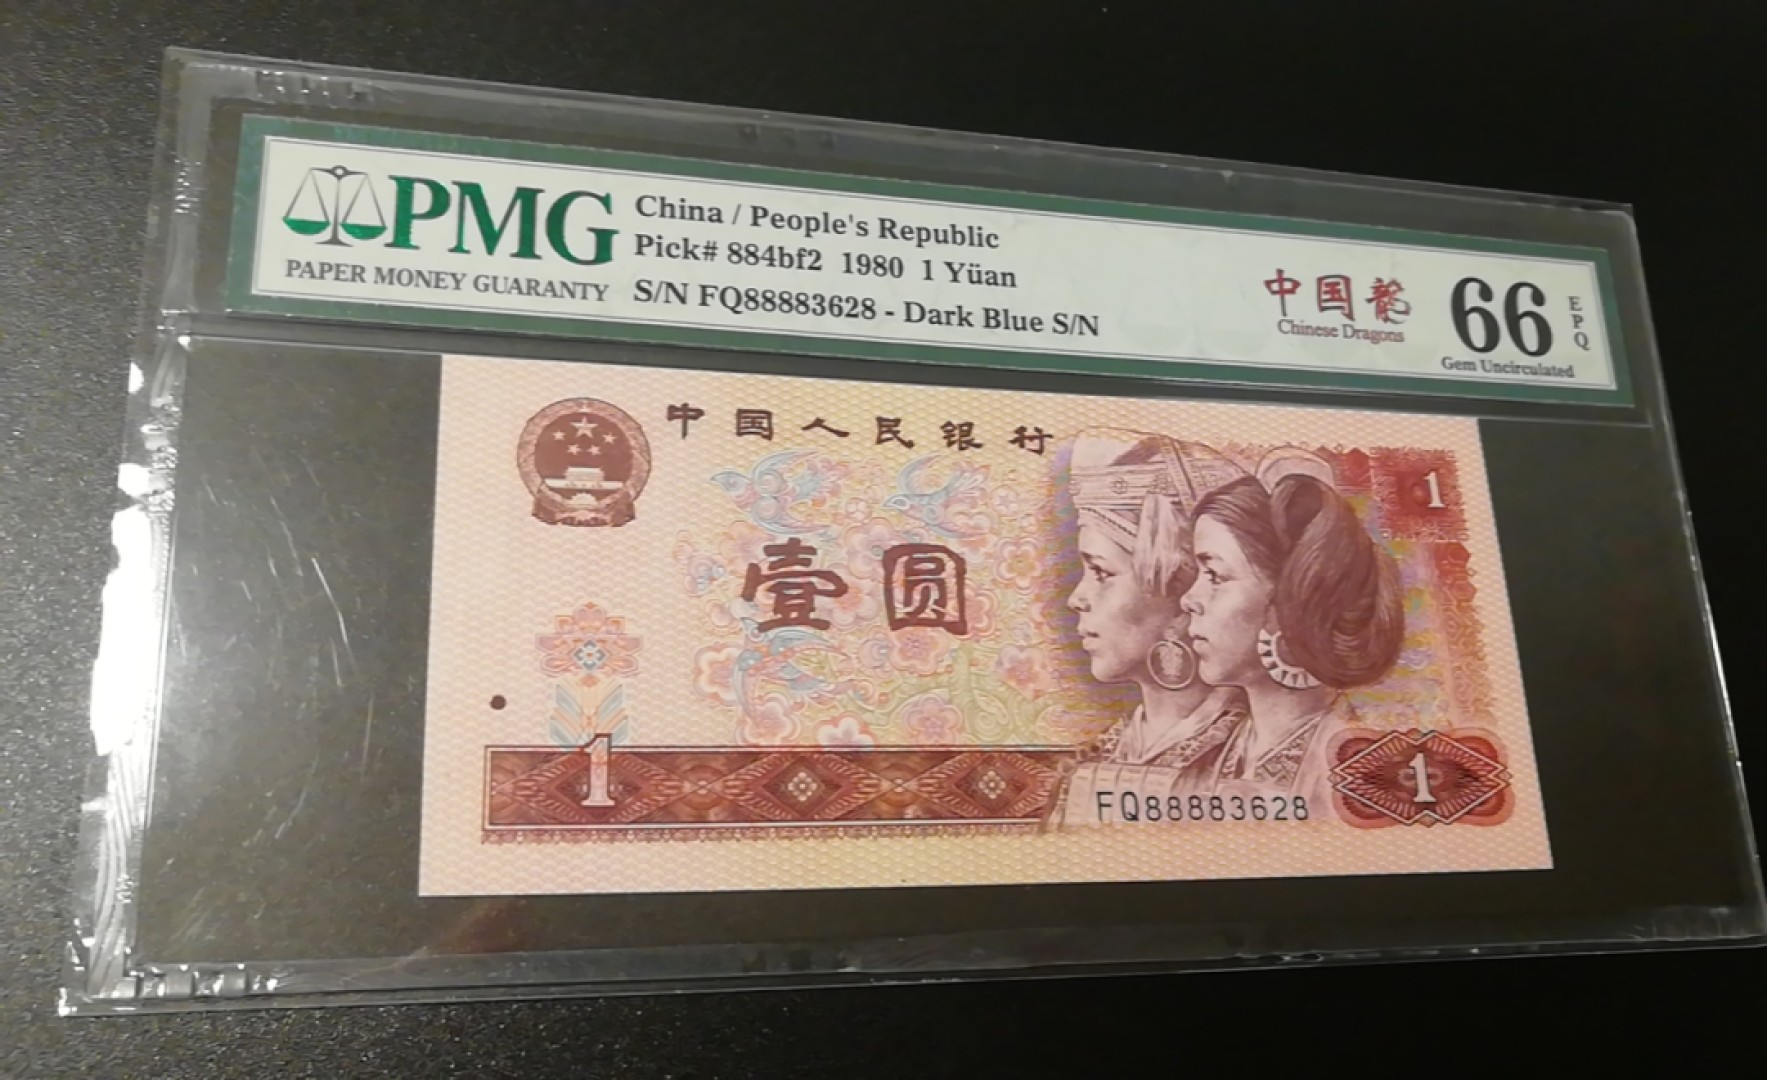 PMG
PAPER MONEY GUARANTY
China / People's Republic
Pick# 884bf2 1980 1 Yüan
S/N FQ88883628 - Dark Blue S/N
中国龍
Chinese Dragons
66
EPQ
Gem Uncirculated
中国人民银行
1
壹圆
1
1
FQ88883628